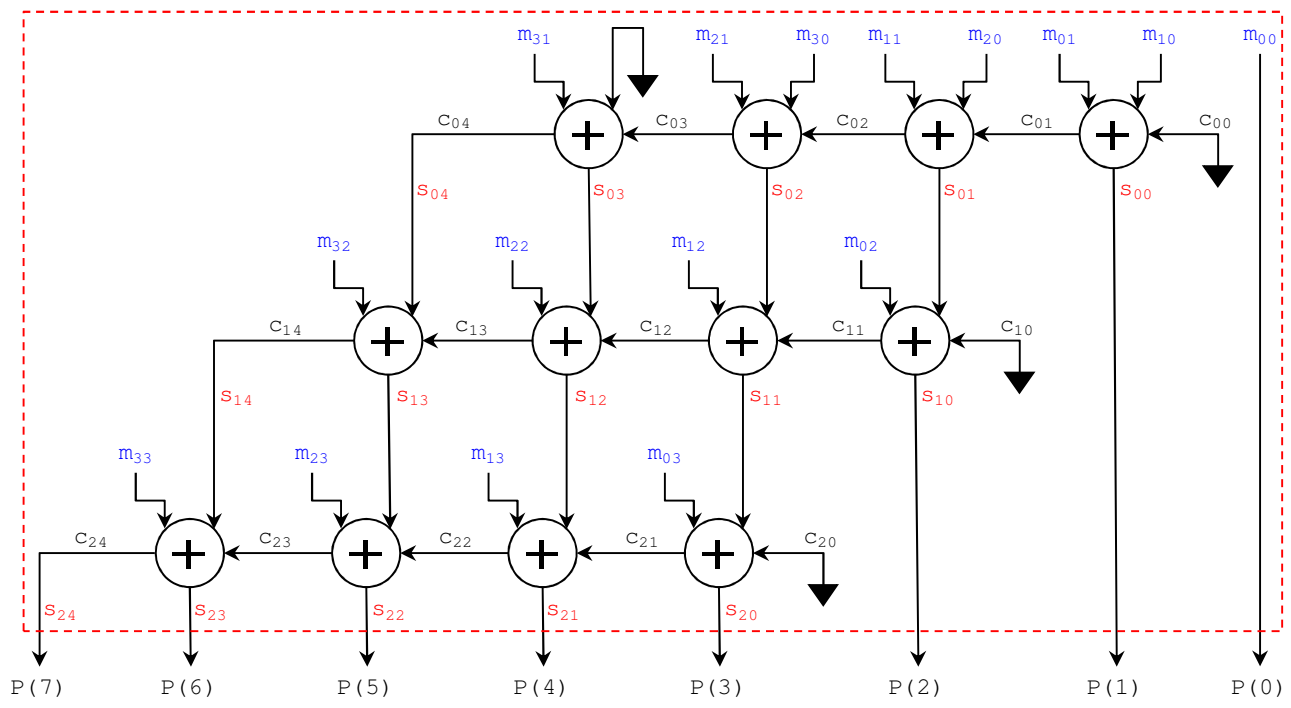 m31 m21 m30 m11 m20 m01 m10 m00
+ c04 + c03 + c02 + c01 c00
s04 s03 s02 s01 s00
m32 m22 m12 m02
c14 + c13 + c12 + c11 + c10
s14 s13 s12 s11 s10
m33 m23 m13 m03
c24 + c23 + c22 + c21 + c20
s24 s23 s22 s21 s20
P(7) P(6) P(5) P(4) P(3) P(2) P(1) P(0)